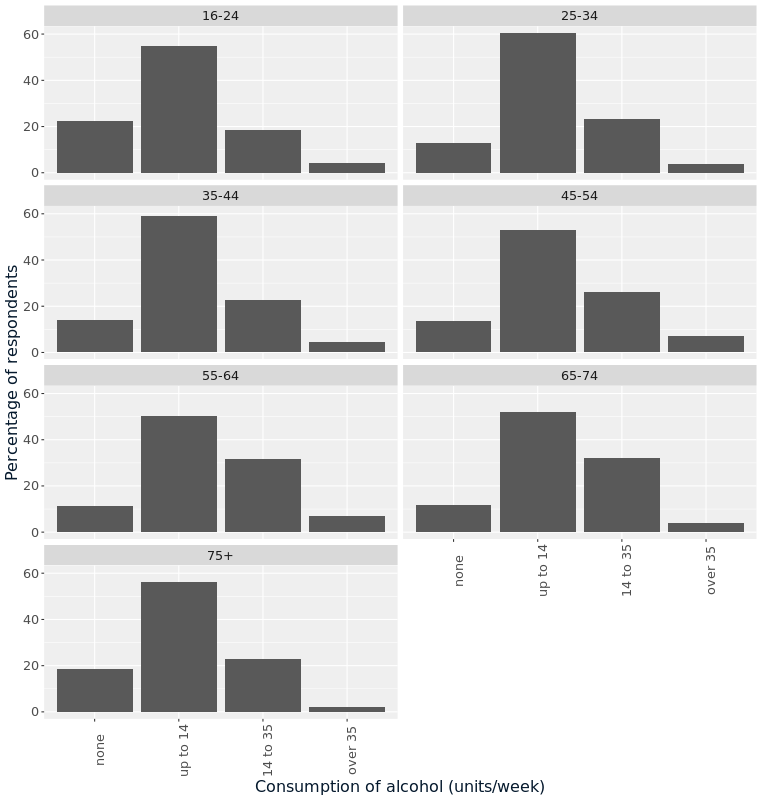 16-24
25-34
60
40
20
0
35-44
45-54
60
40
20
0
55-64
65-74
60
40
20
0
75+
none
up to 14
14 to 35
over 35
60
40
20
0
none
up to 14
14 to 35
over 35
Percentage of respondents
Consumption of alcohol (units/week)